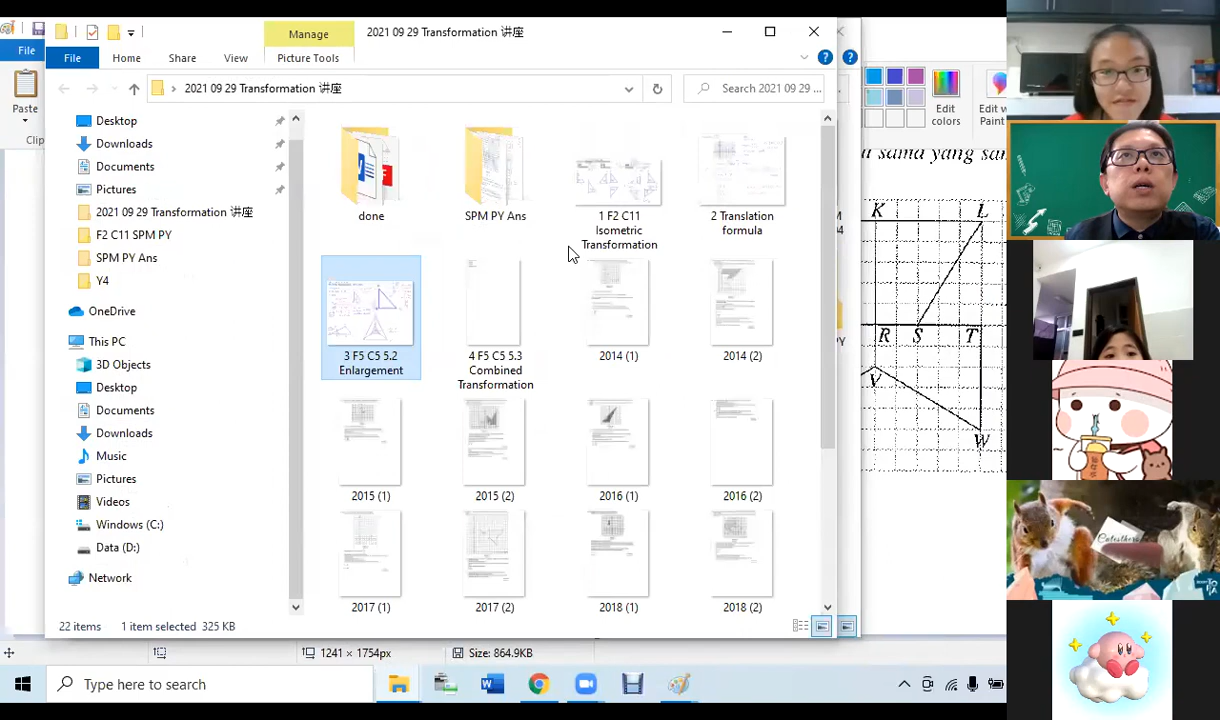 Manage
2021 09 29 Transformation 讲座
File
File
Home
Share
View
Picture Tools
2021 09 29 Transformation 讲座
Search 2021 09 29 ...
Paste
Edit
colors
Edit w
Paint
Clip
Desktop
Downloads
Documents
Pictures
2021 09 29 Transformation 讲座
F2 C11 SPM PY
SPM PY Ans
Y4
OneDrive
This PC
3D Objects
Desktop
Documents
Downloads
Music
Pictures
Videos
Windows (C:)
Data (D:)
Network
done
SPM PY Ans
1 F2 C11
Isometric
Transformation
2 Translation
formula
3 F5 C5 5.2
Enlargement
4 F5 C5 5.3
Combined
Transformation
2014 (1)
2014 (2)
2015 (1)
2015 (2)
2016 (1)
2016 (2)
2017 (1)
2017 (2)
2018 (1)
2018 (2)
a sama yang sam
K
L
R
S
T
V
W
22 items
1 item selected 325 KB
1241 × 1754px
Size: 864.9KB
Type here to search